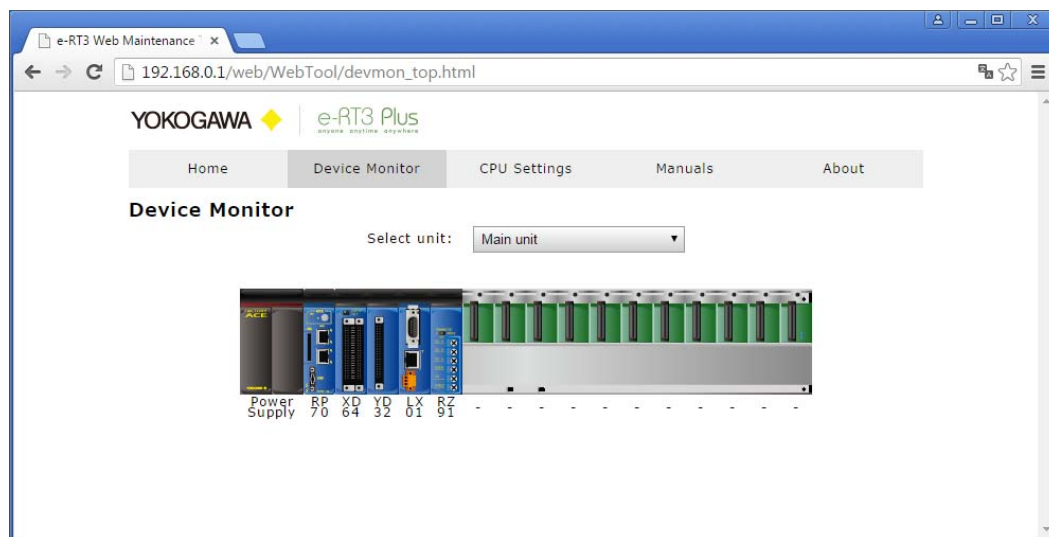 e-RT3 Web Maintenance T
192.168.0.1/web/WebTool/devmon_top.html
YOKOGAWA e-RT3 Plus
anyone anytime anywhere
Home Device Monitor CPU Settings Manuals About
Device Monitor
Select unit: Main unit
ACE
Power RP XD YD LX RZ
Supply 70 64 32 01 91 - - - - - - - - - - -